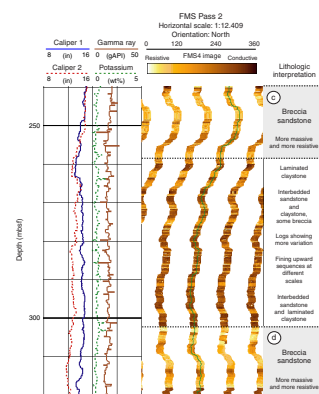 FMS Pass 2
Horizontal scale: 1:12.409
Orientation: North
Caliper 1
Gamma ray
8 (in) 16
0 (gAPI) 50
0 120 240 360
Caliper 2
Potassium
Resistive FMS4 image Conductive
Lithologic
interpretation
8 (in) 16
0 (wt%) 5
c
Breccia
sandstone
250
More massive
and more resistive
Laminated
claystone
Interbedded
sandstone
and
claystone,
some breccia
Depth (mbsf)
Logs showing
more variation
Fining upward
sequences at
different
scales
Interbedded
sandstone
and laminated
claystone
300
d
Breccia
sandstone
More massive
and more resistive